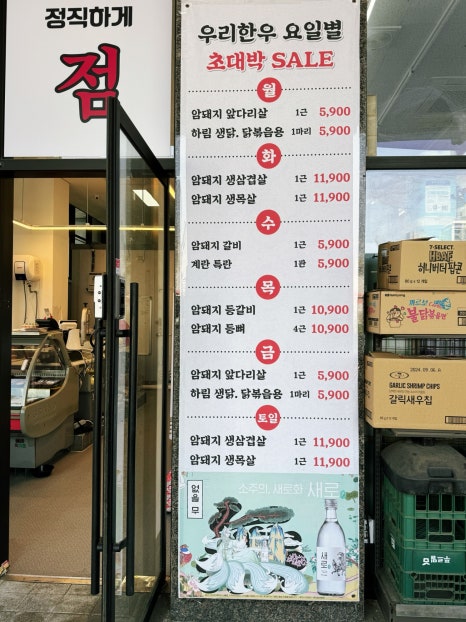 정직하게
점
우리한우 요일별
초대박 SALE
월
암돼지 앞다리살 1근 5,900
하림 생닭. 닭볶음용 1마리 5,900
화
암돼지 생삼겹살 1근 11,900
암돼지 생목살 1근 11,900
수
암돼지 갈비 1근 5,900
계란 특란 1판 5,900
목
암돼지 등갈비 1근 10,900
암돼지 등뼈 4근 10,900
금
암돼지 앞다리살 1근 5,900
하림 생닭. 닭볶음용 1마리 5,900
토일
암돼지 생삼겹살 1근 11,900
암돼지 생목살 1근 11,900
없을 무
소주의, 새로화 새로
새로
7-SELECT
HBAF
허니버터 팝콘
불닭볶음면
2024.09.06
GARLIC SHRIMP CHIPS
갈릭새우칩